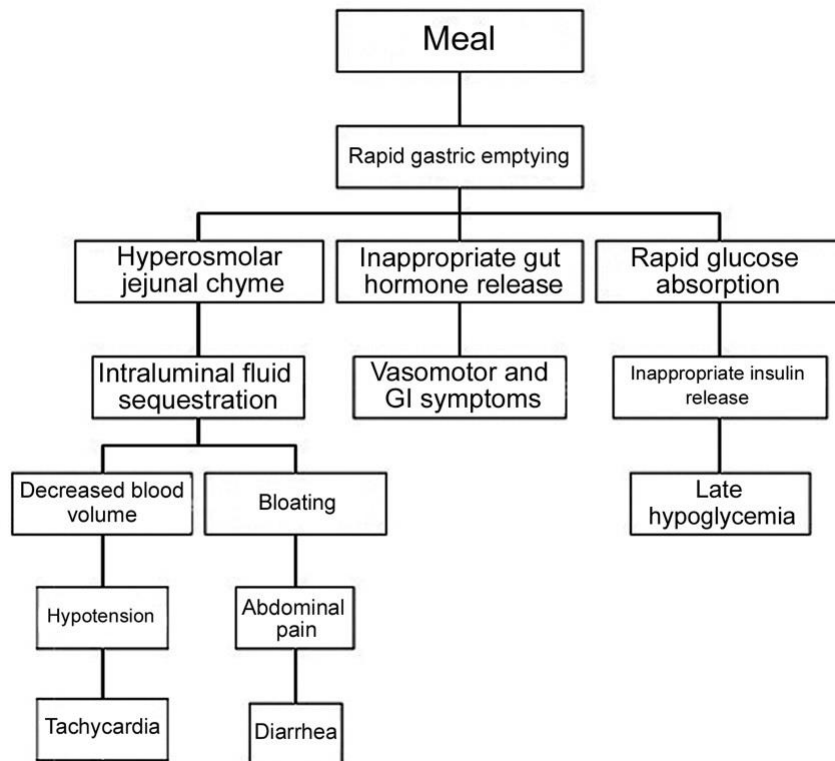 Meal
Rapid gastric emptying
Hyperosmolar
jejunal chyme
Inappropriate gut
hormone release
Rapid glucose
absorption
Intraluminal fluid
sequestration
Vasomotor and
GI symptoms
Inappropriate insulin
release
Decreased blood
volume
Bloating
Late
hypoglycemia
Hypotension
Abdominal
pain
Tachycardia
Diarrhea